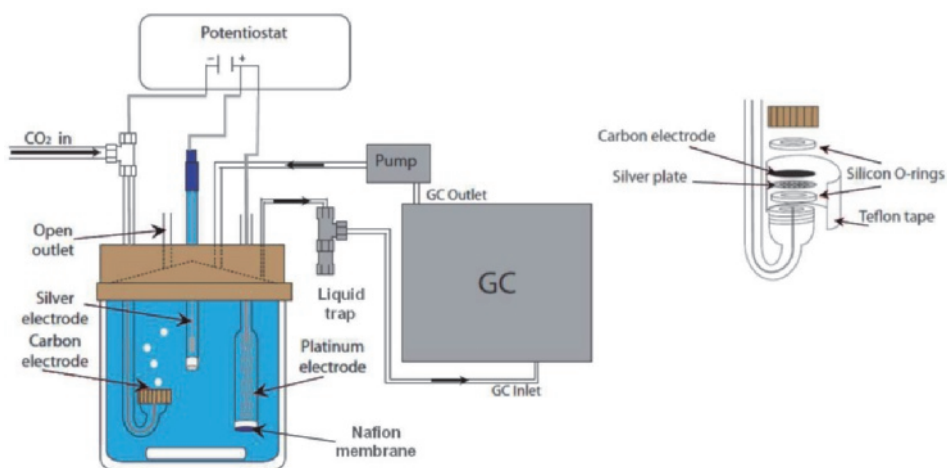 Potentiostat
− +
CO₂ in
Pump
GC Outlet
Open
outlet
GC
Liquid
trap
Silver
electrode
Carbon
electrode
Platinum
electrode
GC Inlet
Nafion
membrane
Carbon electrode
Silver plate
Silicon O-rings
Teflon tape